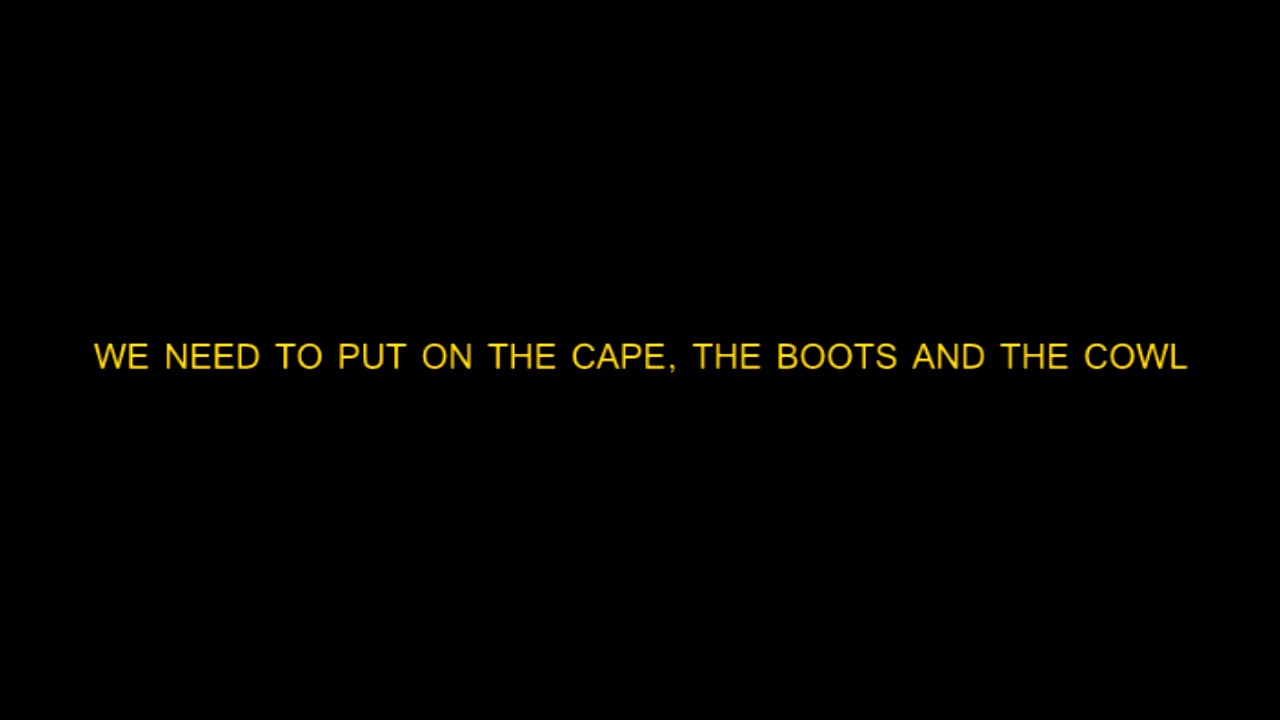 WE NEED TO PUT ON THE CAPE, THE BOOTS AND THE COWL